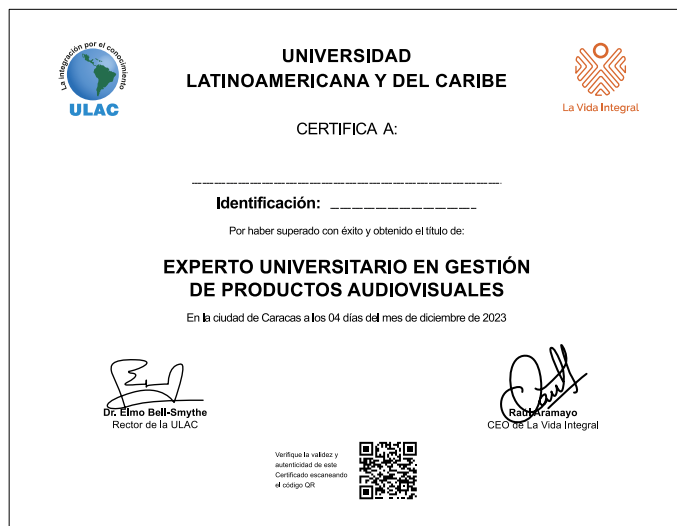 La integración por el conocimiento
ULAC
UNIVERSIDAD
LATINOAMERICANA Y DEL CARIBE
La Vida Integral
CERTIFICA A:
Identificación:
Por haber superado con éxito y obtenido el título de:
EXPERTO UNIVERSITARIO EN GESTIÓN
DE PRODUCTOS AUDIOVISUALES
En la ciudad de Caracas a los 04 días del mes de diciembre de 2023
Dr. Elmo Bell-Smythe
Rector de la ULAC
Raúl Aramayo
CEO de La Vida Integral
Verifique la validez y
autenticidad de este
Certificado escaneando
el código QR